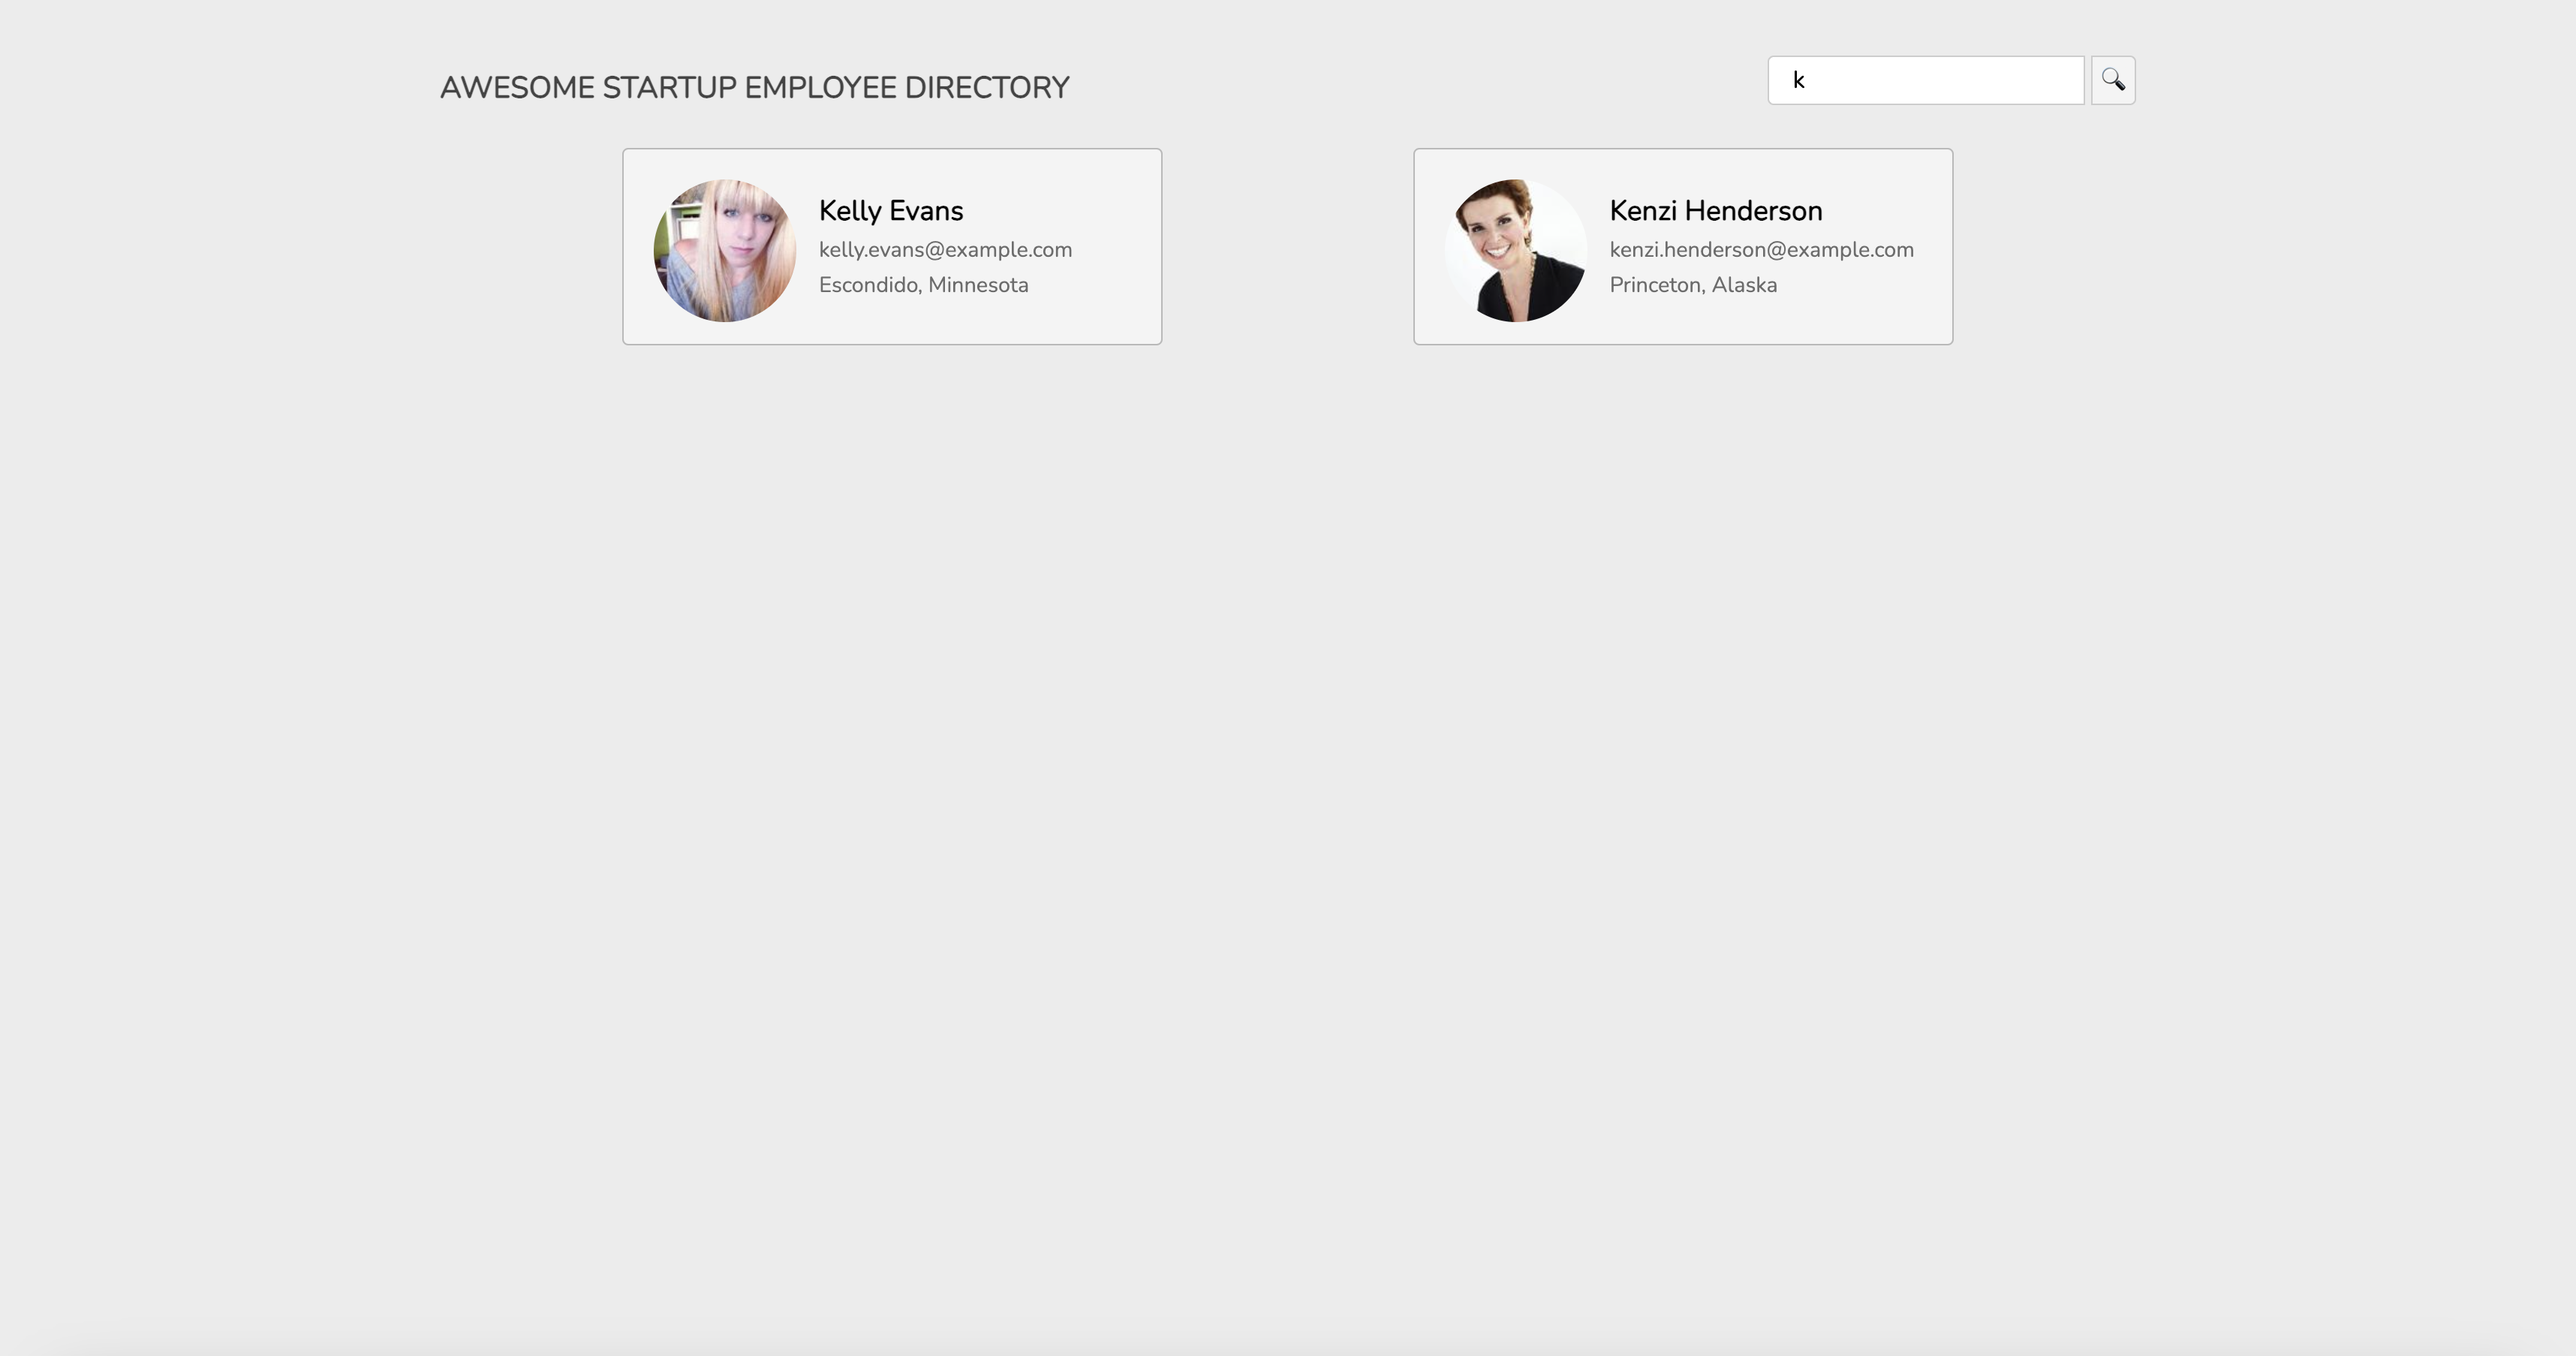 AWESOME STARTUP EMPLOYEE DIRECTORY
k
Kelly Evans
kelly.evans@example.com
Escondido, Minnesota
Kenzi Henderson
kenzi.henderson@example.com
Princeton, Alaska